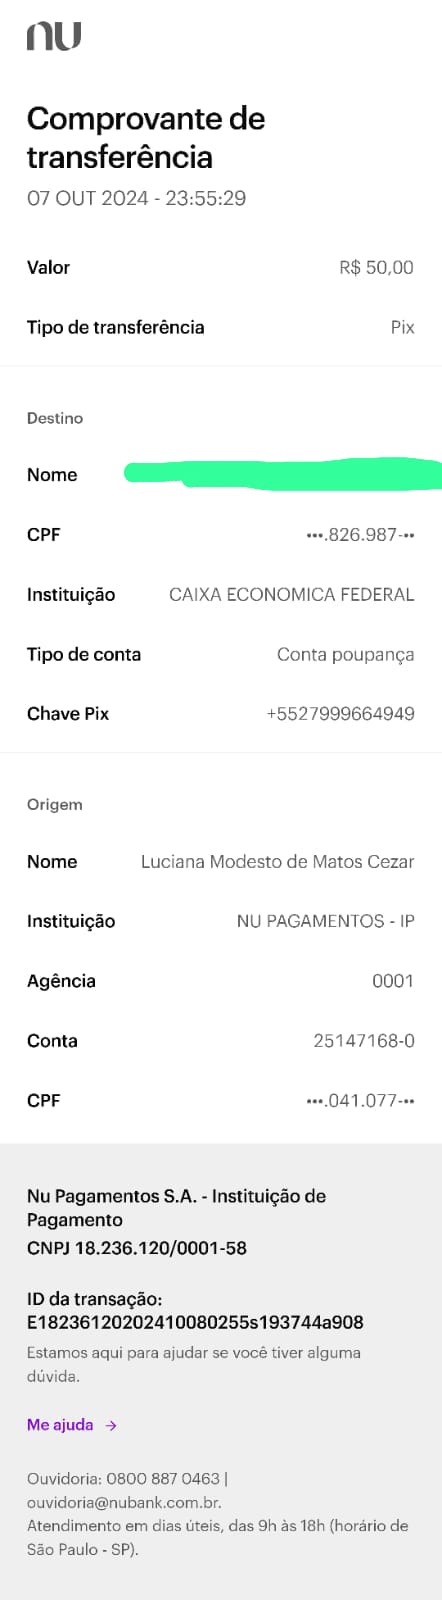 nu
Comprovante de
transferência
07 OUT 2024 - 23:55:29
Valor R$ 50,00
Tipo de transferência Pix
Destino
Nome
CPF •••.826.987-••
Instituição CAIXA ECONOMICA FEDERAL
Tipo de conta Conta poupança
Chave Pix +5527999664949
Origem
Nome Luciana Modesto de Matos Cezar
Instituição NU PAGAMENTOS - IP
Agência 0001
Conta 25147168-0
CPF •••.041.077-••
Nu Pagamentos S.A. - Instituição de
Pagamento
CNPJ 18.236.120/0001-58
ID da transação:
E18236120202410080255s193744a908
Estamos aqui para ajudar se você tiver alguma
dúvida.
Me ajuda →
Ouvidoria: 0800 887 0463 |
ouvidoria@nubank.com.br.
Atendimento em dias úteis, das 9h às 18h (horário de
São Paulo - SP).